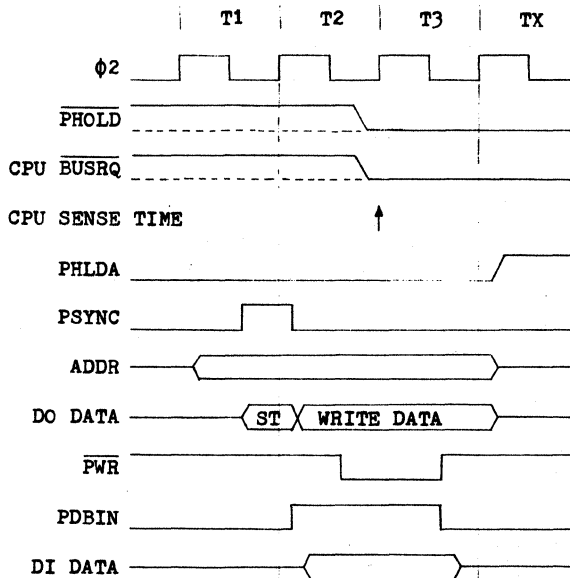 T1 T2 T3 TX
ϕ2
PHOLD
CPU BUSRQ
CPU SENSE TIME
PHLDA
PSYNC
ADDR
DO DATA ST WRITE DATA
PWR
PDBIN
DI DATA